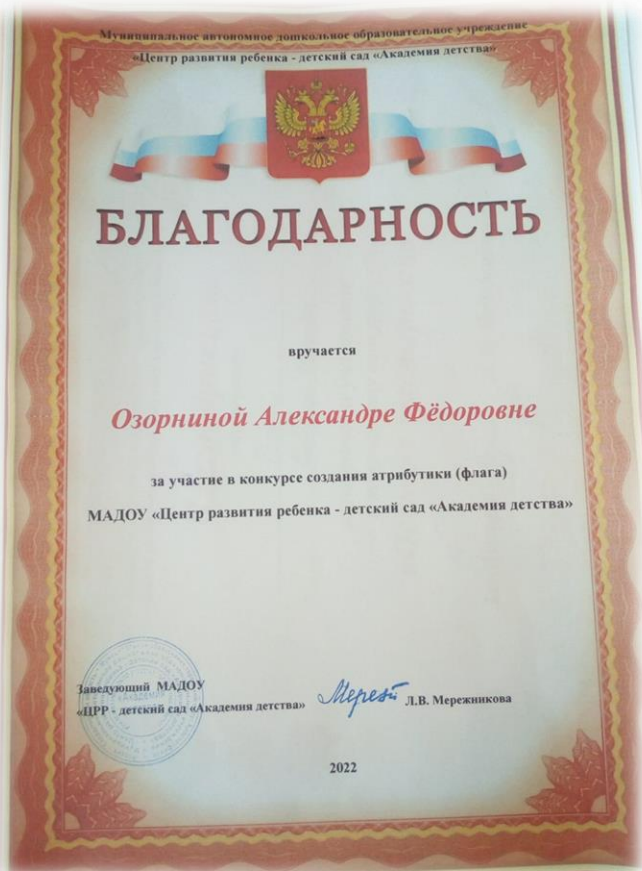 Муниципальное автономное дошкольное образовательное учреждение
«Центр развития ребенка - детский сад «Академия детства»
БЛАГОДАРНОСТЬ
вручается
Озорниной Александре Фёдоровне
за участие в конкурсе создания атрибутики (флага)
МАДОУ «Центр развития ребенка - детский сад «Академия детства»
Заведующий МАДОУ
«ЦРР - детский сад «Академия детства» Л.В. Мережникова
2022